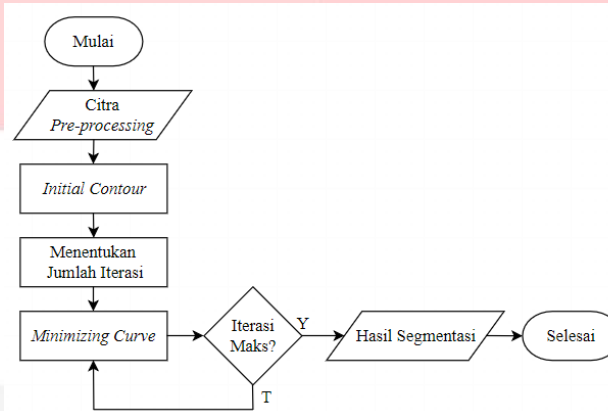 Mulai
Citra
Pre-processing
Initial Contour
Menentukan
Jumlah Iterasi
Minimizing Curve
Iterasi
Maks?
Y
Hasil Segmentasi
Selesai
T